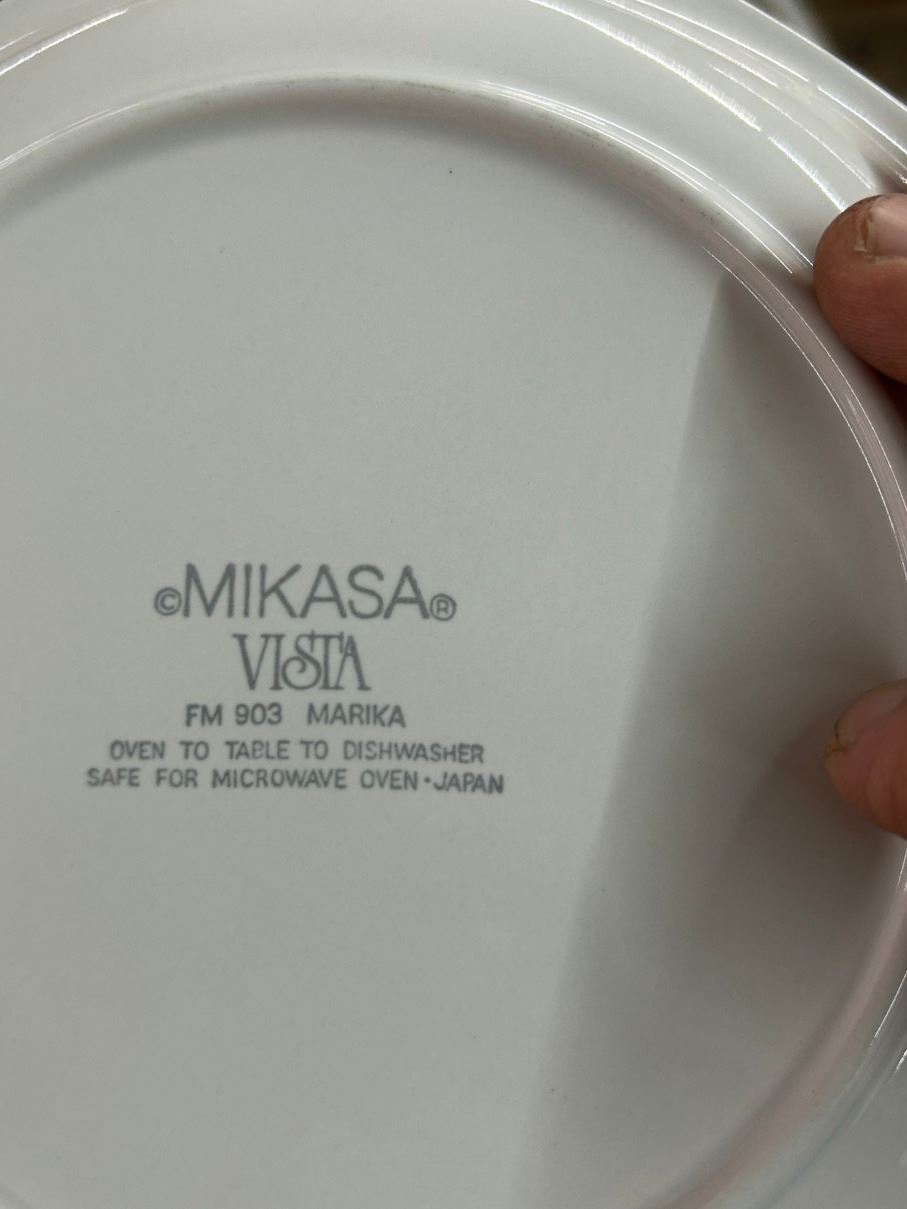 ©MIKASA®
VISTA
FM 903 MARIKA
OVEN TO TABLE TO DISHWASHER
SAFE FOR MICROWAVE OVEN·JAPAN